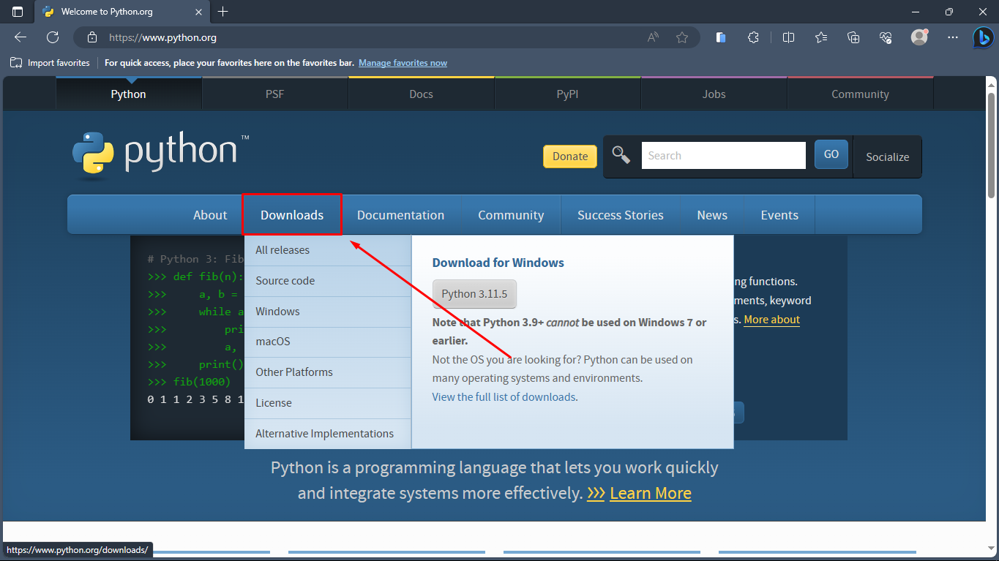 Welcome to Python.org
https://www.python.org
Import favorites
For quick access, place your favorites here on the favorites bar. Manage favorites now
Python
PSF
Docs
PyPI
Jobs
Community
python™
Donate
Search
GO
Socialize
About
Downloads
Documentation
Community
Success Stories
News
Events
# Python 3: Fib
>>> def fib(n):
>>> a, b =
>>> while a
>>> pri
>>> a,
>>> print()
>>> fib(1000)
0 1 1 2 3 5 8 1
All releases
Source code
Windows
macOS
Other Platforms
License
Alternative Implementations
Download for Windows
Python 3.11.5
Note that Python 3.9+ cannot be used on Windows 7 or
earlier.
Not the OS you are looking for? Python can be used on
many operating systems and environments.
View the full list of downloads.
ng functions.
ments, keyword
s. More about
Python is a programming language that lets you work quickly
and integrate systems more effectively. >>> Learn More
https://www.python.org/downloads/